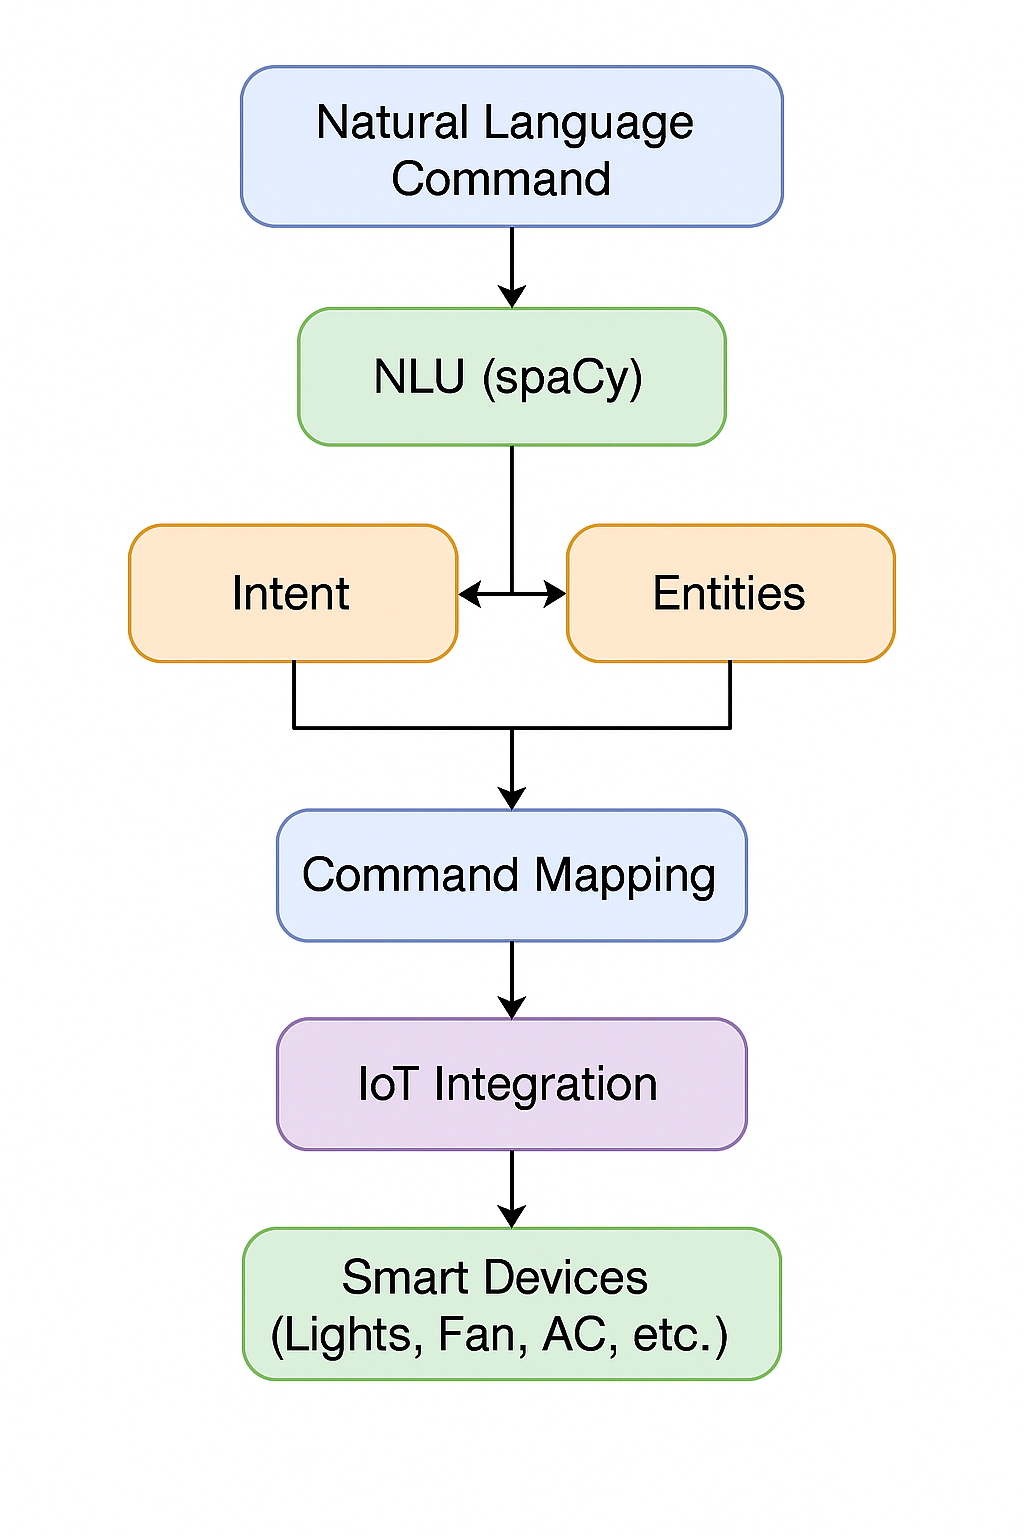 Natural Language
Command
NLU (spaCy)
Intent
Entities
Command Mapping
IoT Integration
Smart Devices
(Lights, Fan, AC, etc.)